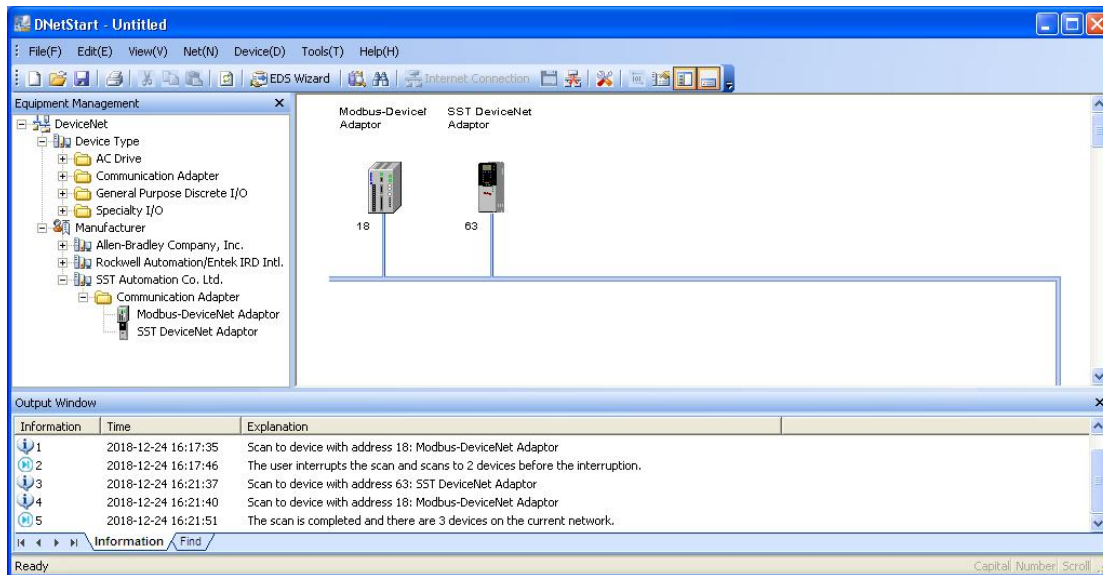 DNetStart - Untitled
File(F) Edit(E) View(V) Net(N) Device(D) Tools(T) Help(H)
EDS Wizard Internet Connection
Equipment Management
DeviceNet
Device Type
AC Drive
Communication Adapter
General Purpose Discrete I/O
Specialty I/O
Manufacturer
Allen-Bradley Company, Inc.
Rockwell Automation/Entek IRD Intl.
SST Automation Co. Ltd.
Communication Adapter
Modbus-DeviceNet Adaptor
SST DeviceNet Adaptor
Modbus-Device
Adaptor
SST DeviceNet
Adaptor
18
63
Output Window
Information Time Explanation
1 2018-12-24 16:17:35 Scan to device with address 18: Modbus-DeviceNet Adaptor
2 2018-12-24 16:17:46 The user interrupts the scan and scans to 2 devices before the interruption.
3 2018-12-24 16:21:37 Scan to device with address 63: SST DeviceNet Adaptor
4 2018-12-24 16:21:40 Scan to device with address 18: Modbus-DeviceNet Adaptor
5 2018-12-24 16:21:51 The scan is completed and there are 3 devices on the current network.
Information Find
Ready
Capital Number Scroll